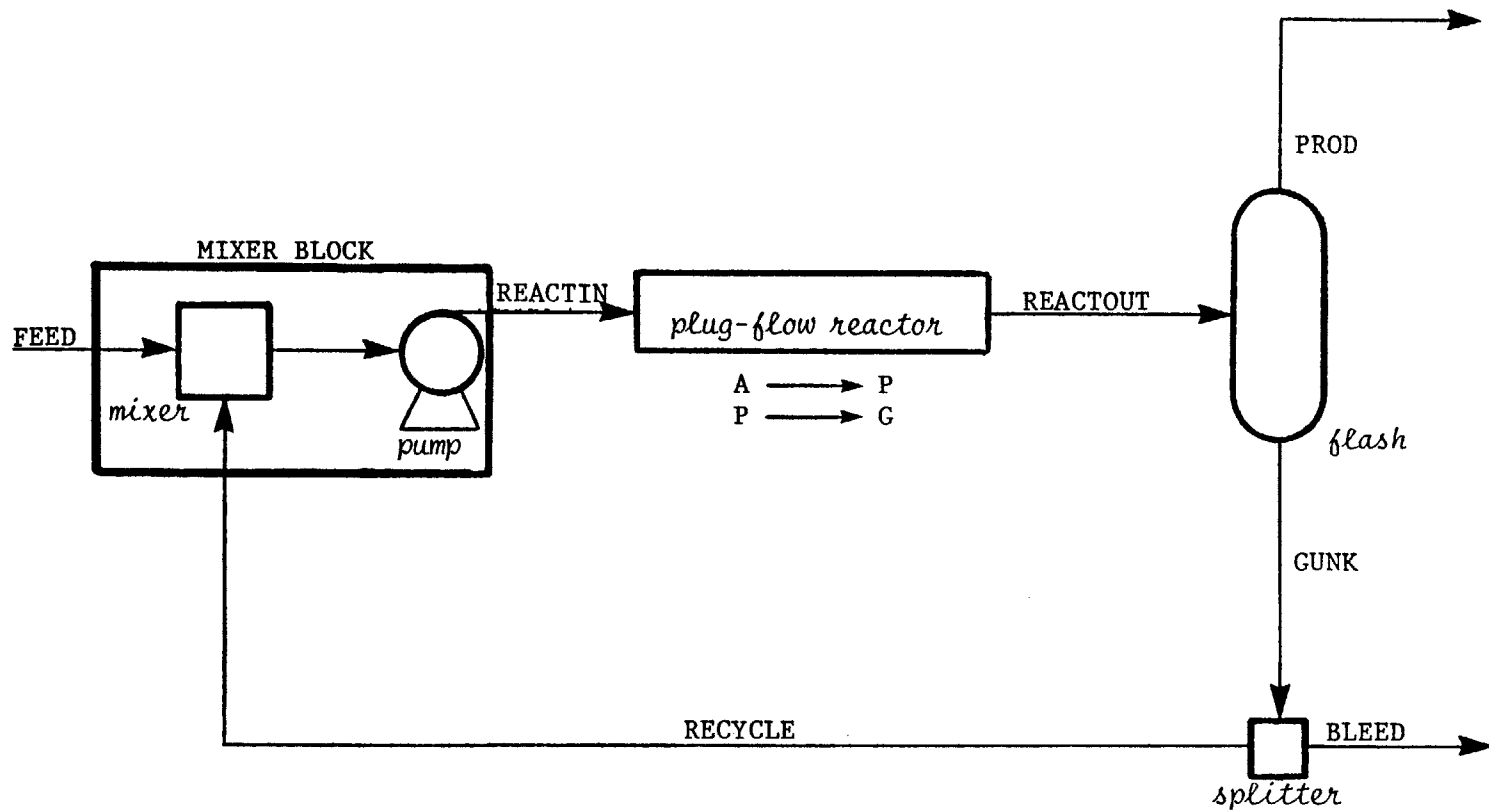 PROD
MIXER BLOCK
REACTIN
FEED
mixer
pump
plug-flow reactor
A P
P G
REACTOUT
flash
GUNK
RECYCLE
BLEED
splitter